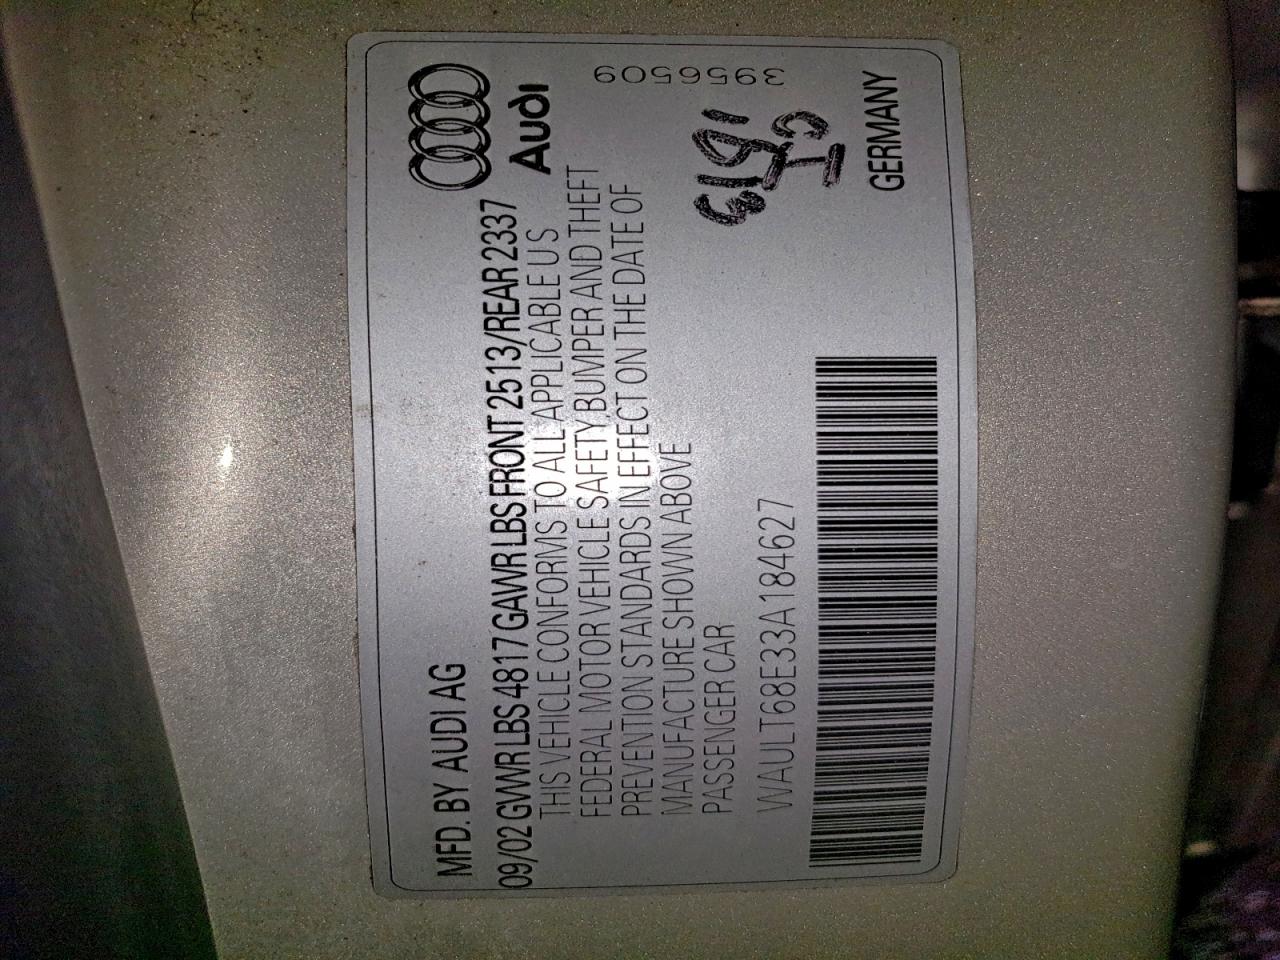 MFD. BY AUDI AG
Audi
09/02 GVWR LBS 4817 GAWR LBS FRONT 2513/REAR 2337
THIS VEHICLE CONFORMS TO ALL APPLICABLE U S
FEDERAL MOTOR VEHICLE SAFETY,BUMPER AND THEFT
PREVENTION STANDARDS IN EFFECT ON THE DATE OF
MANUFACTURE SHOWN ABOVE
PASSENGER CAR
WAULT68E33A184627
GERMANY
3956509